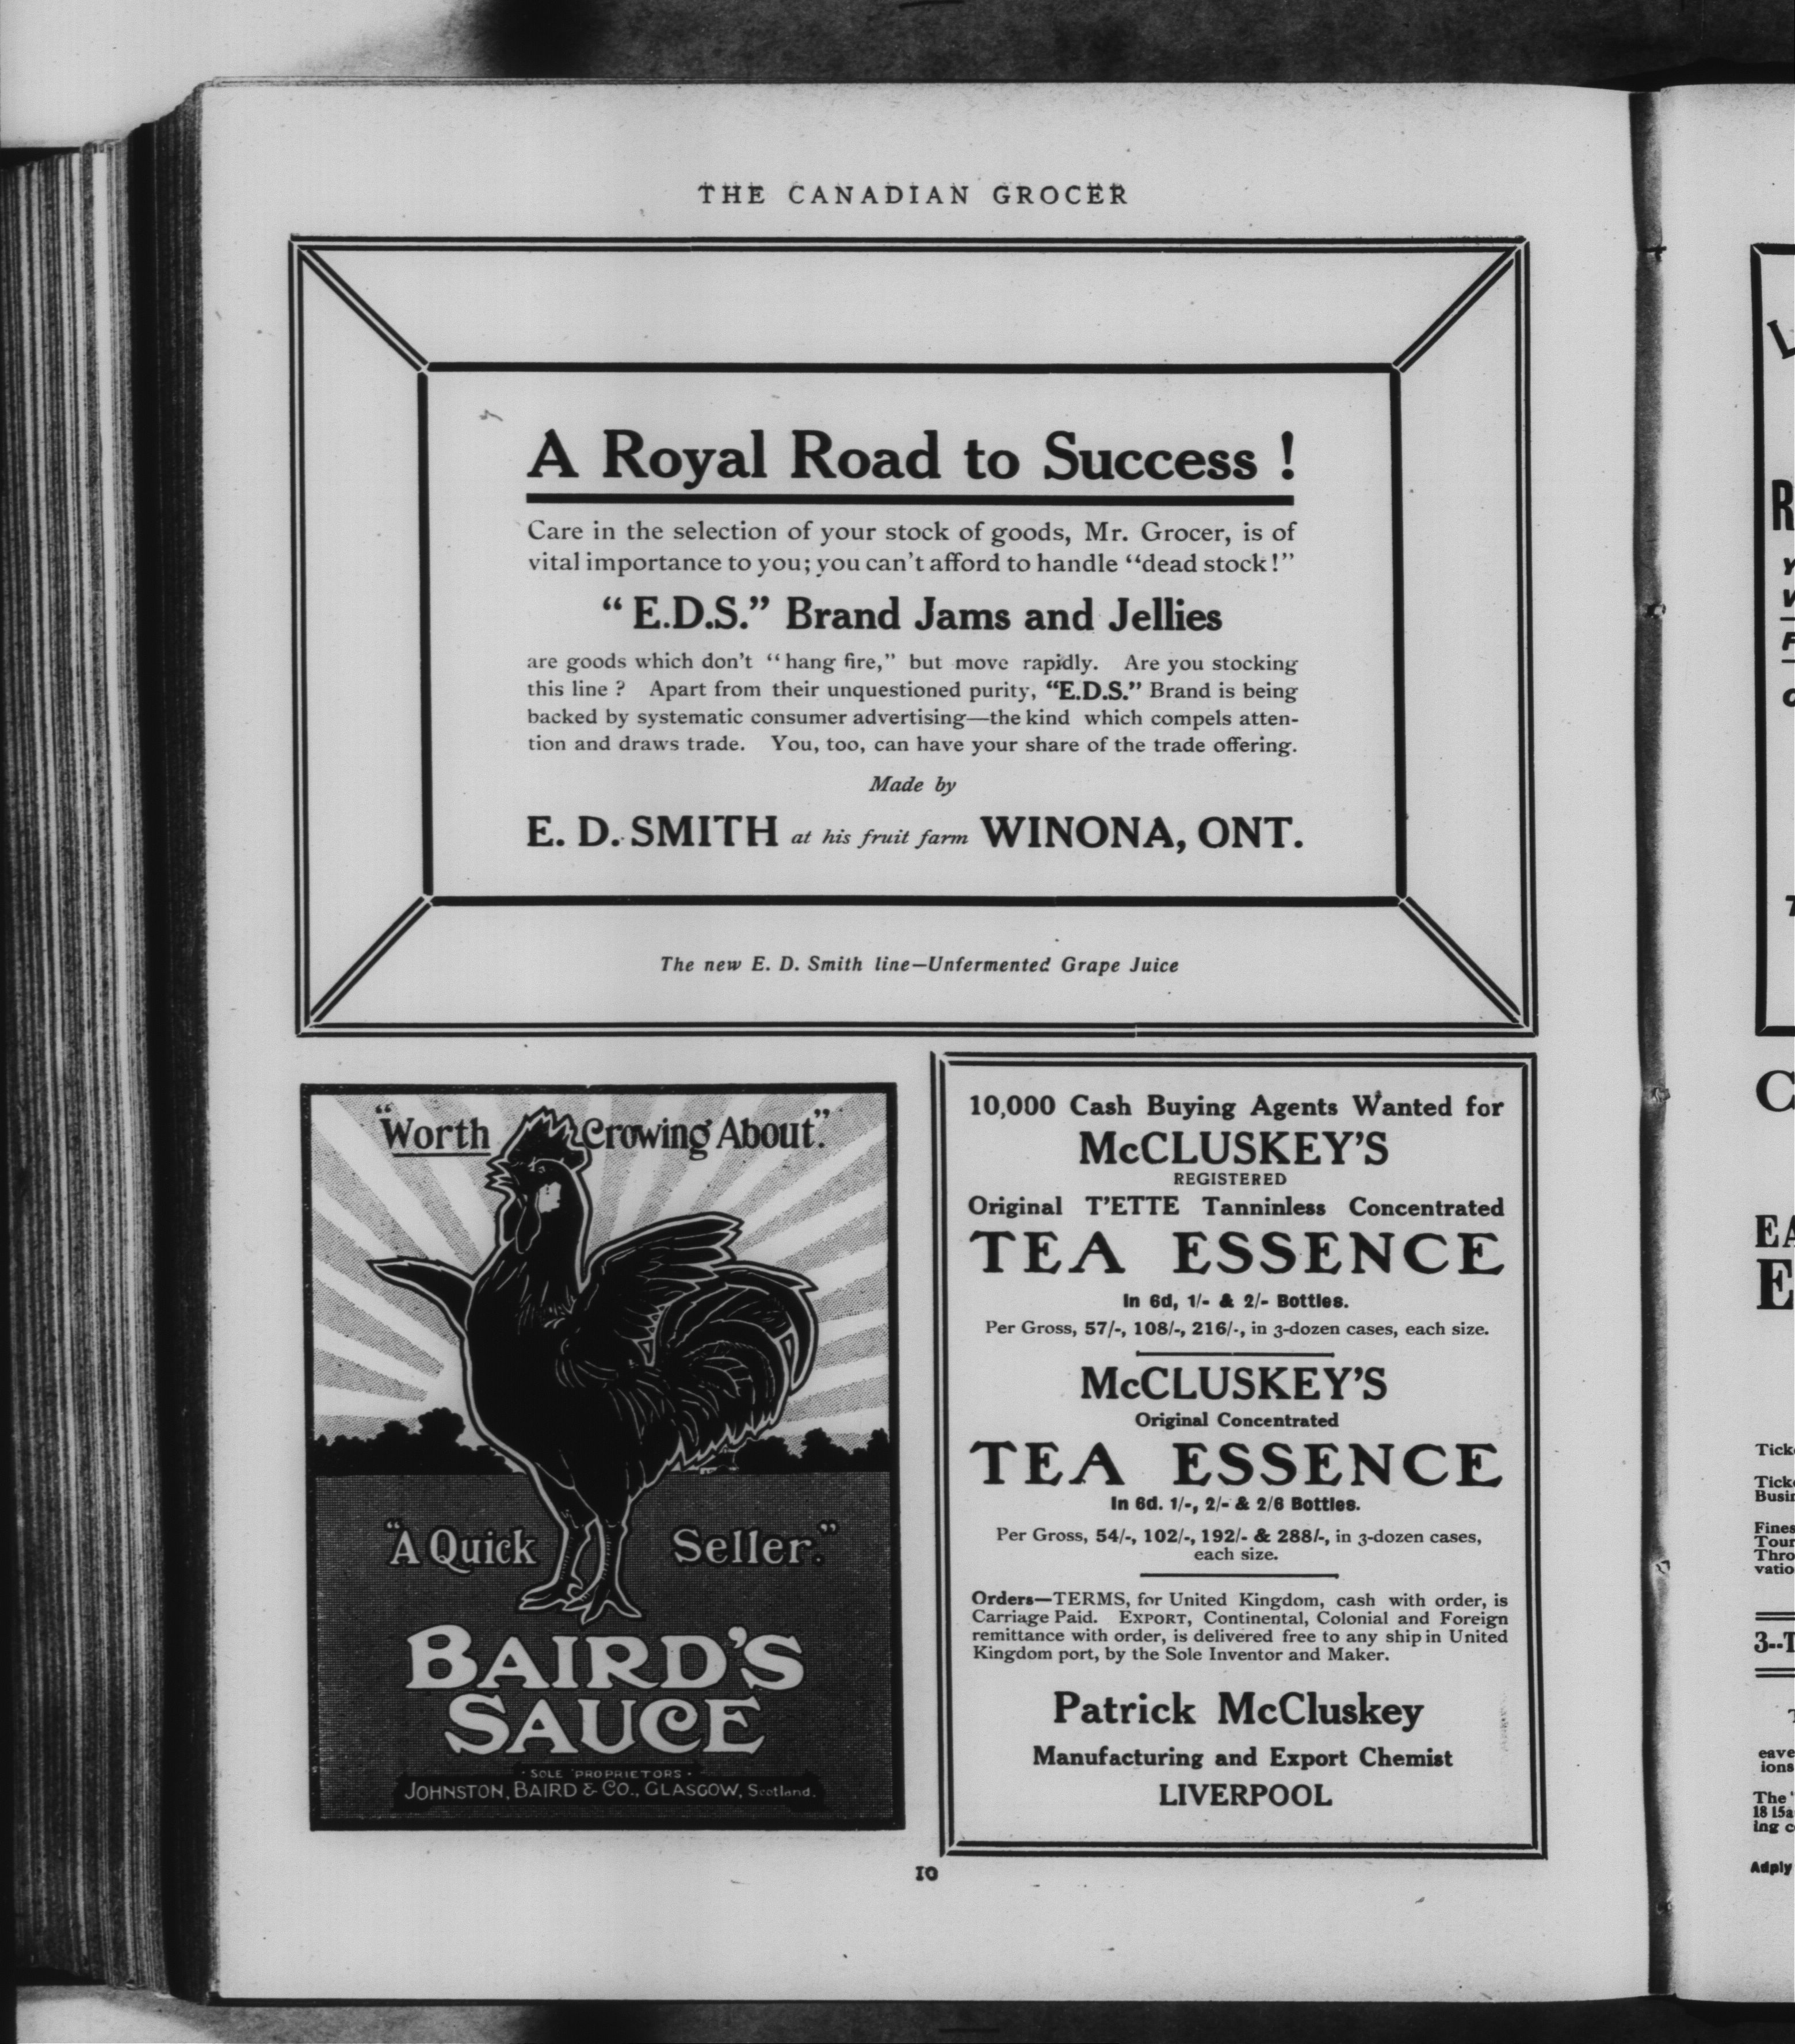 THE CANADIAN GROCER
A Royal Road to Success !
Care in the selection of your stock of goods, Mr. Grocer, is of
vital importance to you; you can't afford to handle "dead stock!"
"E.D.S." Brand Jams and Jellies
are goods which don't "hang fire," but move rapidly. Are you stocking
this line ? Apart from their unquestioned purity, "E.D.S." Brand is being
backed by systematic consumer advertising—the kind which compels atten-
tion and draws trade. You, too, can have your share of the trade offering.
Made by
E. D. SMITH at his fruit farm WINONA, ONT.
The new E. D. Smith line—Unfermented Grape Juice
"Worth Crowing About."
"A Quick Seller."
BAIRD'S
SAUCE
· SOLE PROPRIETORS ·
JOHNSTON, BAIRD & CO., GLASGOW, Scotland.
10,000 Cash Buying Agents Wanted for
McCLUSKEY'S
REGISTERED
Original T'ETTE Tanninless Concentrated
TEA ESSENCE
In 6d, 1/- & 2/- Bottles.
Per Gross, 57/-, 108/-, 216/-, in 3-dozen cases, each size.
McCLUSKEY'S
Original Concentrated
TEA ESSENCE
In 6d. 1/-, 2/- & 2/6 Bottles.
Per Gross, 54/-, 102/-, 192/- & 288/-, in 3-dozen cases,
each size.
Orders—TERMS, for United Kingdom, cash with order, is
Carriage Paid. EXPORT, Continental, Colonial and Foreign
remittance with order, is delivered free to any ship in United
Kingdom port, by the Sole Inventor and Maker.
Patrick McCluskey
Manufacturing and Export Chemist
LIVERPOOL
10